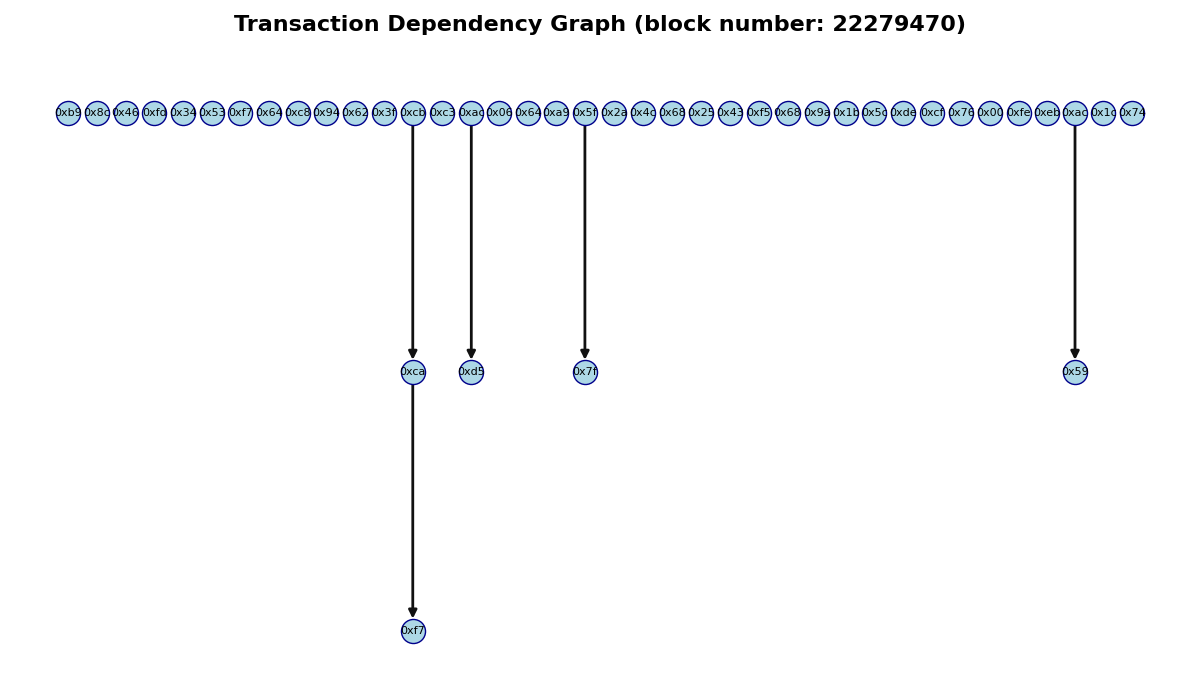 Transaction Dependency Graph (block number: 22279470)
0xb9 0x8c 0x46 0xfd 0x34 0x53 0xf7 0x64 0xc8 0x94 0x62 0x3f 0xcb 0xc3 0xac 0x06 0x64 0xa9 0x5f 0x2a 0x4c 0x68 0x25 0x43 0xf5 0x68 0x9a 0x1b 0x5c 0xde 0xcf 0x76 0x00 0xfe 0xeb 0xac 0x1c 0x74
0xca 0xd5 0x7f 0x59
0xf7